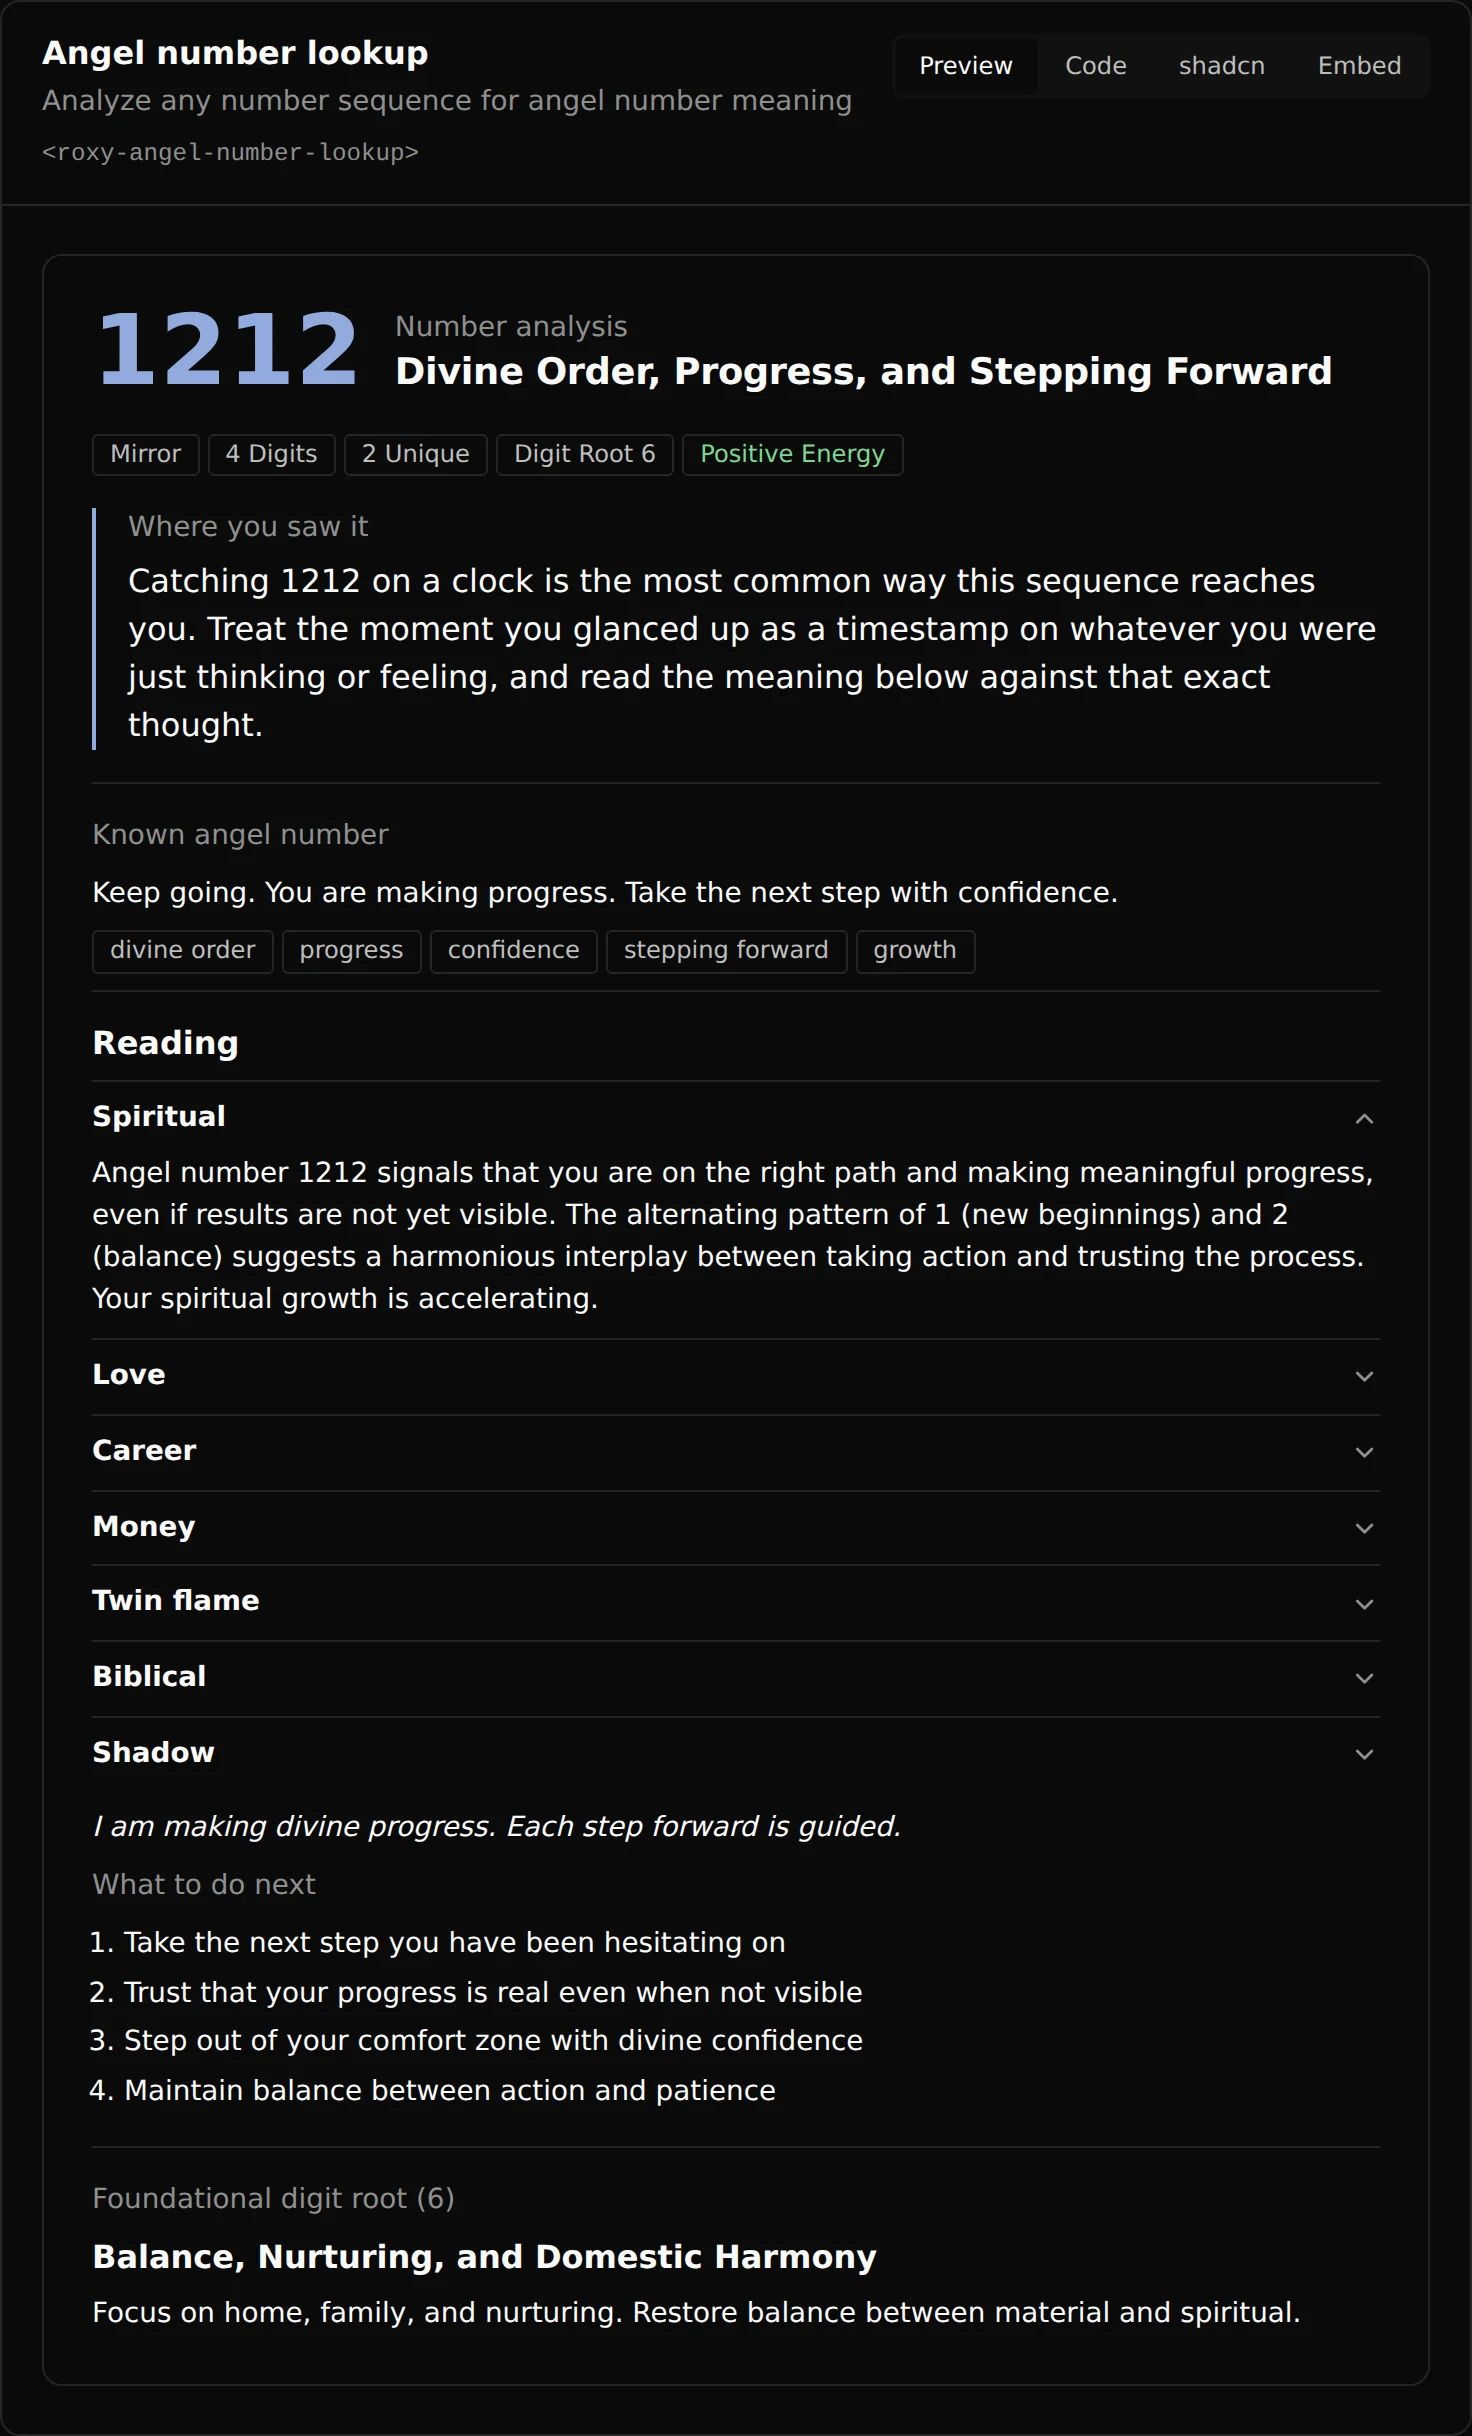 Angel number lookup
Preview
Code
shadcn
Embed
Analyze any number sequence for angel number meaning
<roxy-angel-number-lookup>
1212
Number analysis
Divine Order, Progress, and Stepping Forward
Mirror
4 Digits
2 Unique
Digit Root 6
Positive Energy
Where you saw it
Catching 1212 on a clock is the most common way this sequence reaches
you. Treat the moment you glanced up as a timestamp on whatever you were
just thinking or feeling, and read the meaning below against that exact
thought.
Known angel number
Keep going. You are making progress. Take the next step with confidence.
divine order
progress
confidence
stepping forward
growth
Reading
Spiritual
Angel number 1212 signals that you are on the right path and making meaningful progress,
even if results are not yet visible. The alternating pattern of 1 (new beginnings) and 2
(balance) suggests a harmonious interplay between taking action and trusting the process.
Your spiritual growth is accelerating.
Love
Career
Money
Twin flame
Biblical
Shadow
I am making divine progress. Each step forward is guided.
What to do next
1. Take the next step you have been hesitating on
2. Trust that your progress is real even when not visible
3. Step out of your comfort zone with divine confidence
4. Maintain balance between action and patience
Foundational digit root (6)
Balance, Nurturing, and Domestic Harmony
Focus on home, family, and nurturing. Restore balance between material and spiritual.